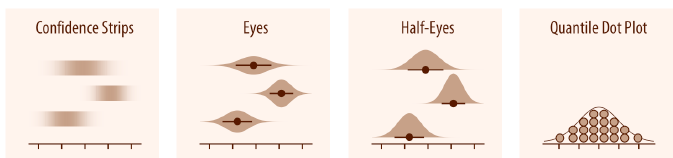 Confidence Strips
Eyes
Half-Eyes
Quantile Dot Plot